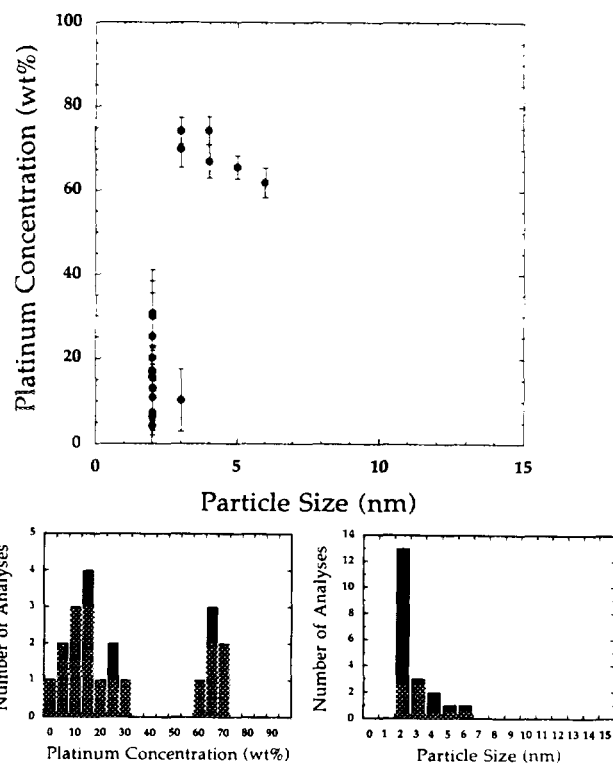 100
80
60
40
20
0
Platinum Concentration (wt%)
0 5 10 15
Particle Size (nm)
5
4
3
2
1
0
Number of Analyses
0 10 20 30 40 50 60 70 80 90
Platinum Concentration (wt%)
14
12
10
8
6
4
2
0
Number of Analyses
0 1 2 3 4 5 6 7 8 9 10 11 12 13 14 15
Particle Size (nm)